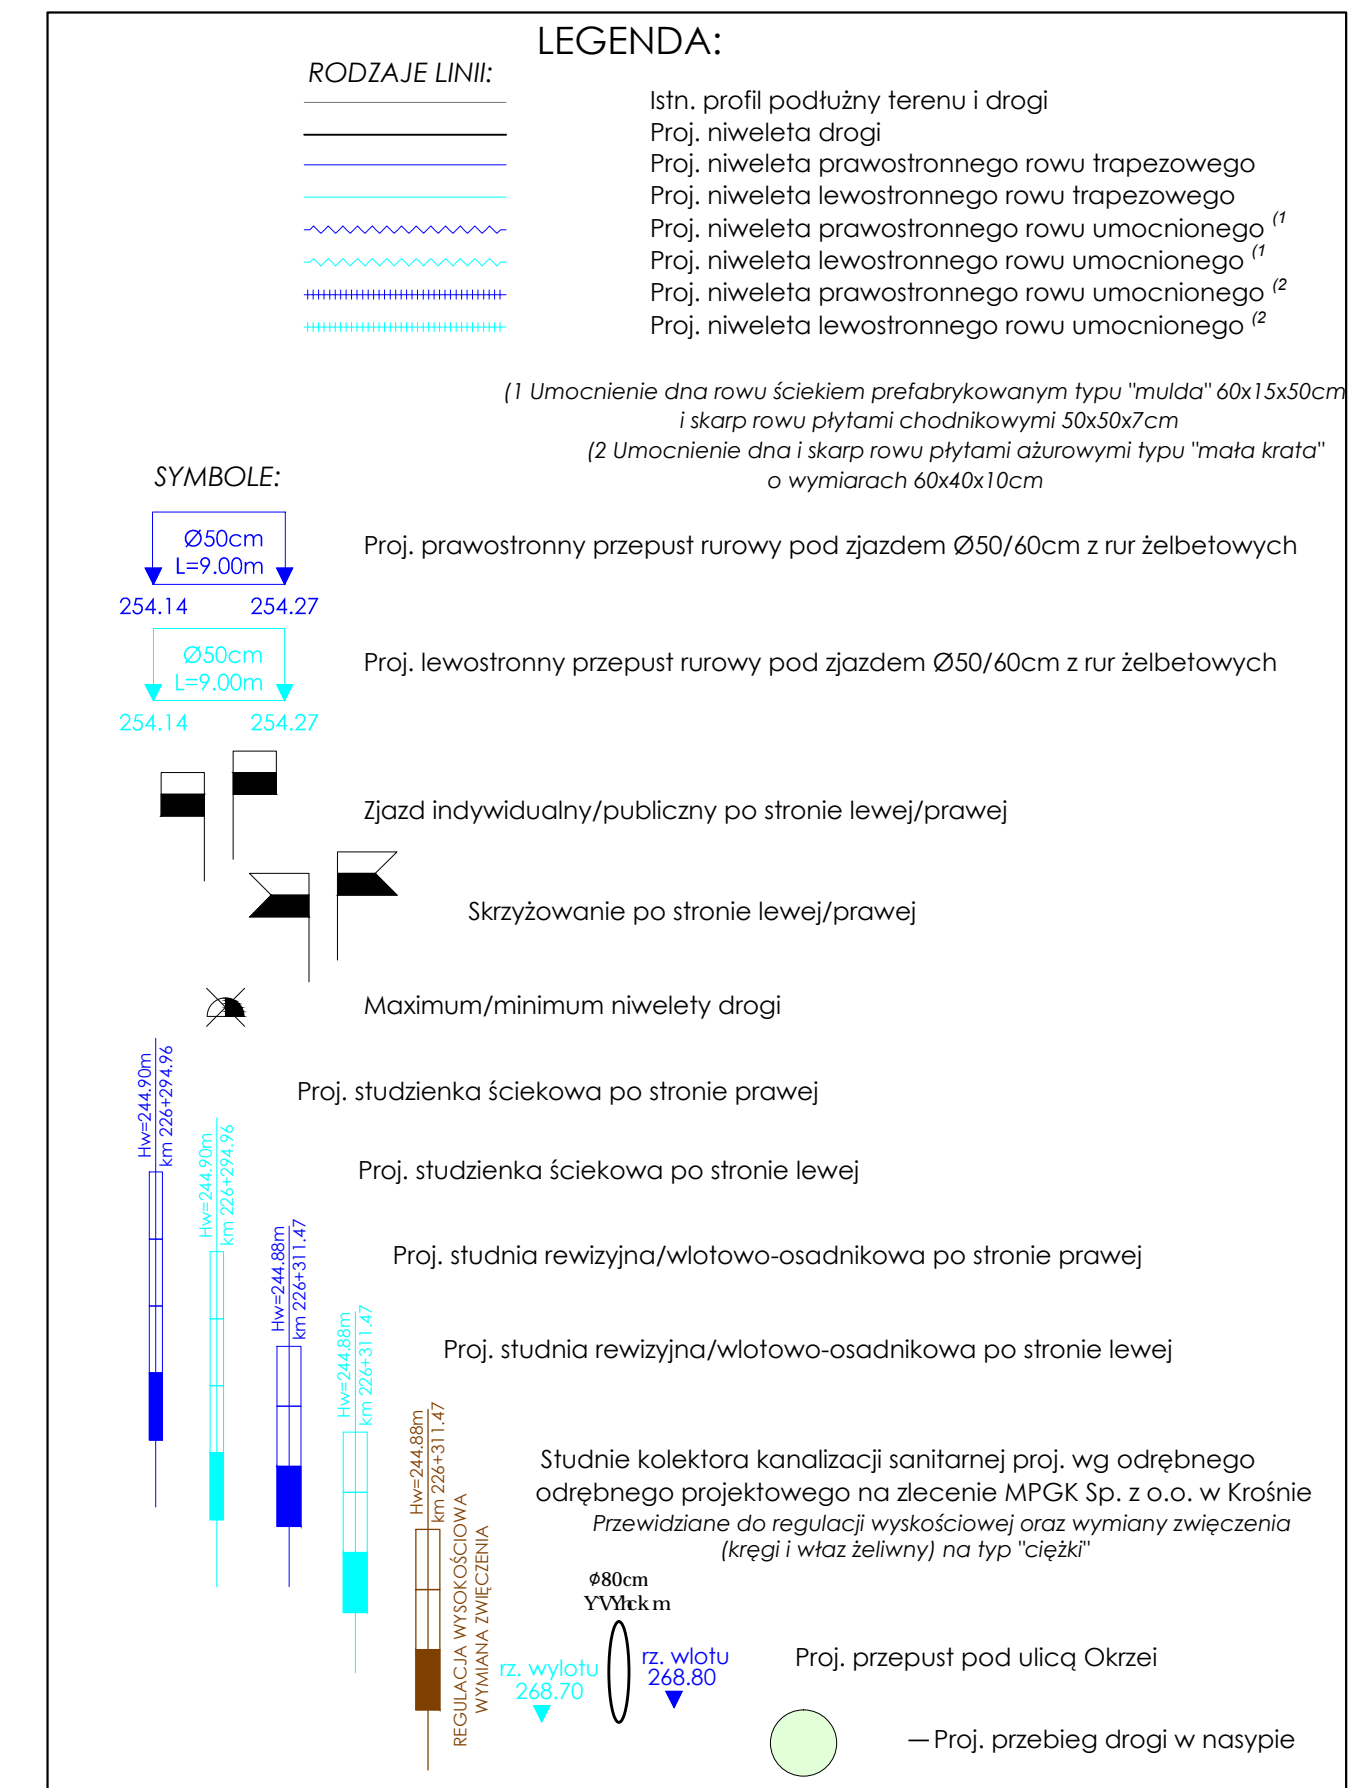 LEGENDA:
RODZAJE LINII:
Istn. profil podłużny terenu i drogi
Proj. niweleta drogi
Proj. niweleta prawostronnego rowu trapezowego
Proj. niweleta lewostronnego rowu trapezowego
Proj. niweleta prawostronnego rowu umocnionego (1
Proj. niweleta lewostronnego rowu umocnionego (1
Proj. niweleta prawostronnego rowu umocnionego (2
Proj. niweleta lewostronnego rowu umocnionego (2
(1 Umocnienie dna rowu ściekiem prefabrykowanym typu "mulda" 60x15x50cm
i skarp rowu płytami chodnikowymi 50x50x7cm
(2 Umocnienie dna i skarp rowu płytami ażurowymi typu "mała krata"
o wymiarach 60x40x10cm
SYMBOLE:
Ø50cm
L=9.00m
254.14 254.27
Proj. prawostronny przepust rurowy pod zjazdem Ø50/60cm z rur żelbetowych
Ø50cm
L=9.00m
254.14 254.27
Proj. lewostronny przepust rurowy pod zjazdem Ø50/60cm z rur żelbetowych
Zjazd indywidualny/publiczny po stronie lewej/prawej
Skrzyżowanie po stronie lewej/prawej
Maximum/minimum niwelety drogi
Hw=244.90m
km 226+294.96
Proj. studzienka ściekowa po stronie prawej
Hw=244.90m
km 226+294.96
Proj. studzienka ściekowa po stronie lewej
Hw=244.88m
km 226+311.47
Proj. studnia rewizyjna/wlotowo-osadnikowa po stronie prawej
Hw=244.88m
km 226+311.47
Proj. studnia rewizyjna/wlotowo-osadnikowa po stronie lewej
Hw=244.88m
km 226+311.47
REGULACJA WYSOKOŚCIOWA
WYMIANA ZWIĘCZENIA
Studnie kolektora kanalizacji sanitarnej proj. wg odrębnego
odrębnego projektowego na zlecenie MPGK Sp. z o.o. w Krośnie
Przewidziane do regulacji wyskościowej oraz wymiany zwięczenia
(kręgi i właz żeliwny) na typ "ciężki"
ø80cm
rz. wylotu
268.70
rz. wlotu
268.80
Proj. przepust pod ulicą Okrzei
— Proj. przebieg drogi w nasypie